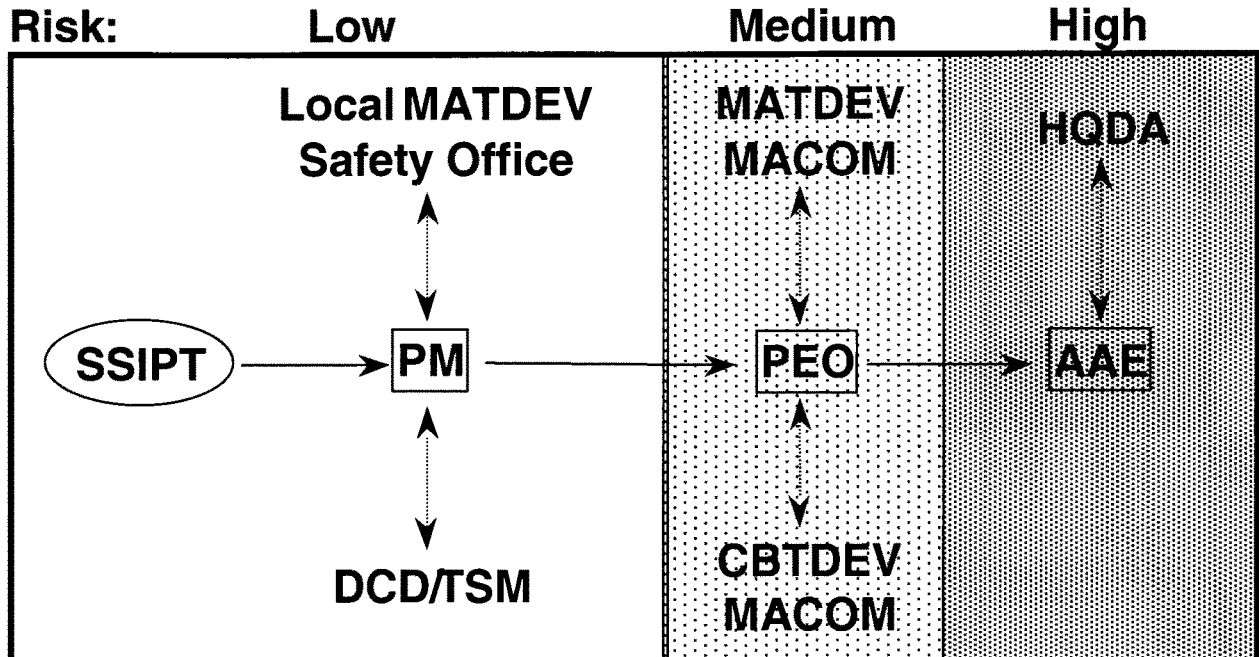 Risk: Low Medium High
Local MATDEV
Safety Office
MATDEV
MACOM
HQDA
SSIPT
PM
PEO
AAE
DCD/TSM
CBTDEV
MACOM